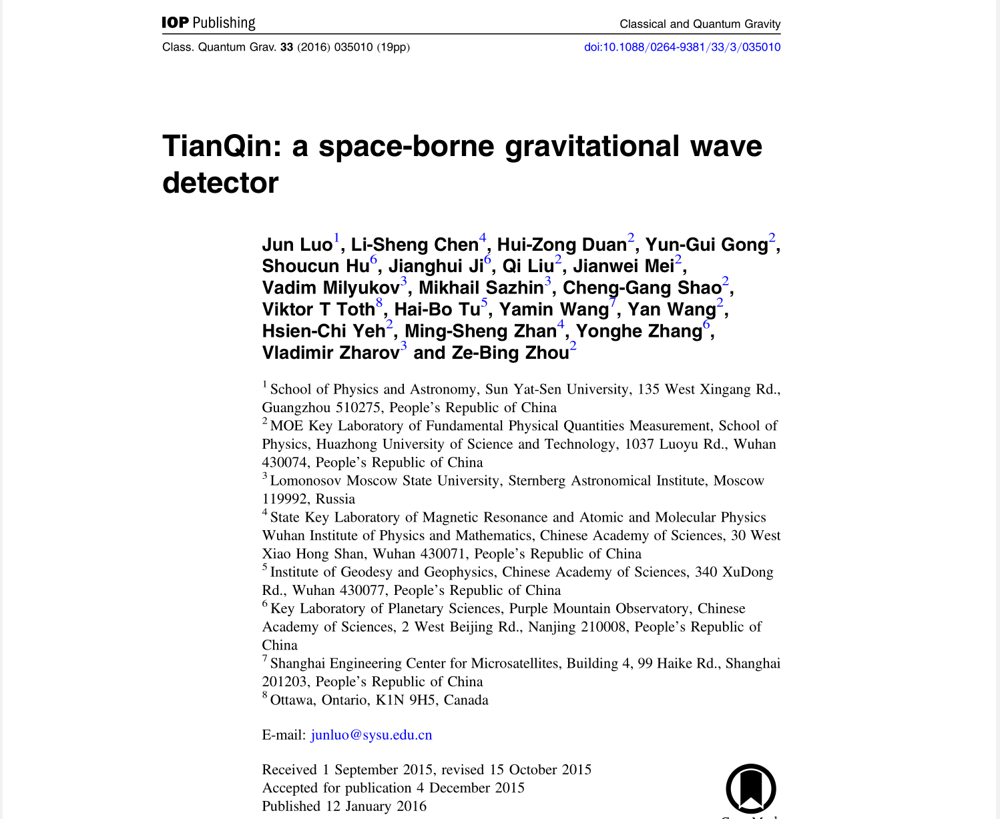 IOP Publishing
Classical and Quantum Gravity
Class. Quantum Grav. 33 (2016) 035010 (19pp)
doi:10.1088/0264-9381/33/3/035010
TianQin: a space-borne gravitational wave
detector
Jun Luo1, Li-Sheng Chen4, Hui-Zong Duan2, Yun-Gui Gong2,
Shoucun Hu6, Jianghui Ji6, Qi Liu2, Jianwei Mei2,
Vadim Milyukov3, Mikhail Sazhin3, Cheng-Gang Shao2,
Viktor T Toth8, Hai-Bo Tu5, Yamin Wang7, Yan Wang2,
Hsien-Chi Yeh2, Ming-Sheng Zhan4, Yonghe Zhang6,
Vladimir Zharov3 and Ze-Bing Zhou2
1 School of Physics and Astronomy, Sun Yat-Sen University, 135 West Xingang Rd.,
Guangzhou 510275, People's Republic of China
2 MOE Key Laboratory of Fundamental Physical Quantities Measurement, School of
Physics, Huazhong University of Science and Technology, 1037 Luoyu Rd., Wuhan
430074, People's Republic of China
3 Lomonosov Moscow State University, Sternberg Astronomical Institute, Moscow
119992, Russia
4 State Key Laboratory of Magnetic Resonance and Atomic and Molecular Physics
Wuhan Institute of Physics and Mathematics, Chinese Academy of Sciences, 30 West
Xiao Hong Shan, Wuhan 430071, People's Republic of China
5 Institute of Geodesy and Geophysics, Chinese Academy of Sciences, 340 XuDong
Rd., Wuhan 430077, People's Republic of China
6 Key Laboratory of Planetary Sciences, Purple Mountain Observatory, Chinese
Academy of Sciences, 2 West Beijing Rd., Nanjing 210008, People's Republic of
China
7 Shanghai Engineering Center for Microsatellites, Building 4, 99 Haike Rd., Shanghai
201203, People's Republic of China
8 Ottawa, Ontario, K1N 9H5, Canada
E-mail: junluo@sysu.edu.cn
Received 1 September 2015, revised 15 October 2015
Accepted for publication 4 December 2015
Published 12 January 2016